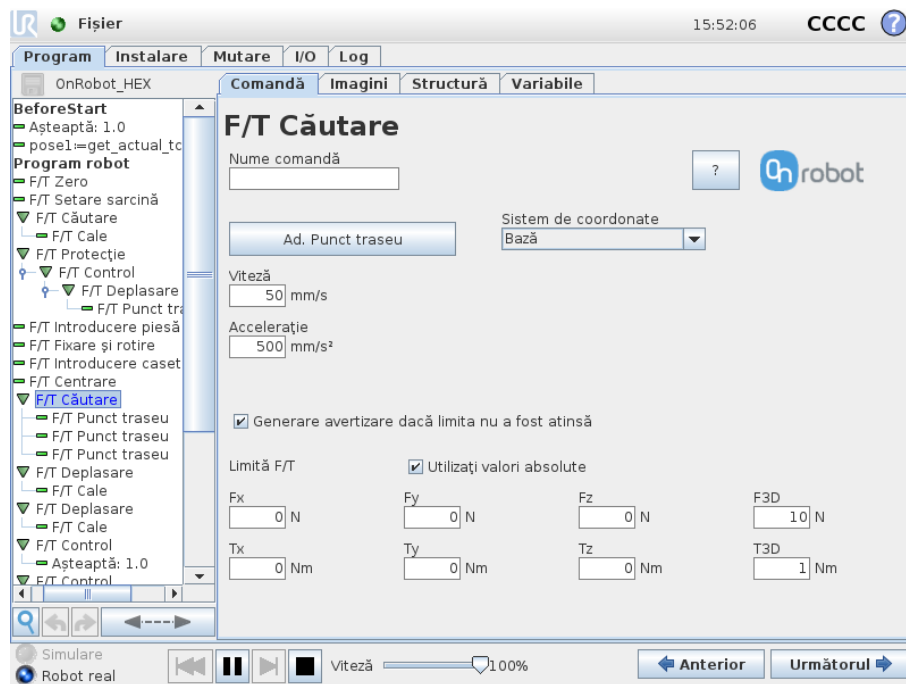 Fișier 15:52:06 CCCC ?
Program Instalare Mutare I/O Log
OnRobot_HEX Comandă Imagini Structură Variabile
BeforeStart
Așteaptă: 1.0
pose1≔get_actual_tc
Program robot
F/T Zero
F/T Setare sarcină
F/T Căutare
F/T Cale
F/T Protecție
F/T Control
F/T Deplasare
F/T Punct tra
F/T Introducere piesă
F/T Fixare și rotire
F/T Introducere caset
F/T Centrare
F/T Căutare
F/T Punct traseu
F/T Punct traseu
F/T Punct traseu
F/T Deplasare
F/T Cale
F/T Deplasare
F/T Cale
F/T Control
Așteaptă: 1.0
F/T Control
F/T Căutare
Nume comandă
? On robot
Ad. Punct traseu
Sistem de coordonate
Bază
Viteză
50 mm/s
Accelerație
500 mm/s²
Generare avertizare dacă limita nu a fost atinsă
Limită F/T Utilizați valori absolute
Fx Fy Fz F3D
0 N 0 N 0 N 10 N
Tx Ty Tz T3D
0 Nm 0 Nm 0 Nm 1 Nm
Simulare
Robot real
Viteză 100%
Anterior Următorul